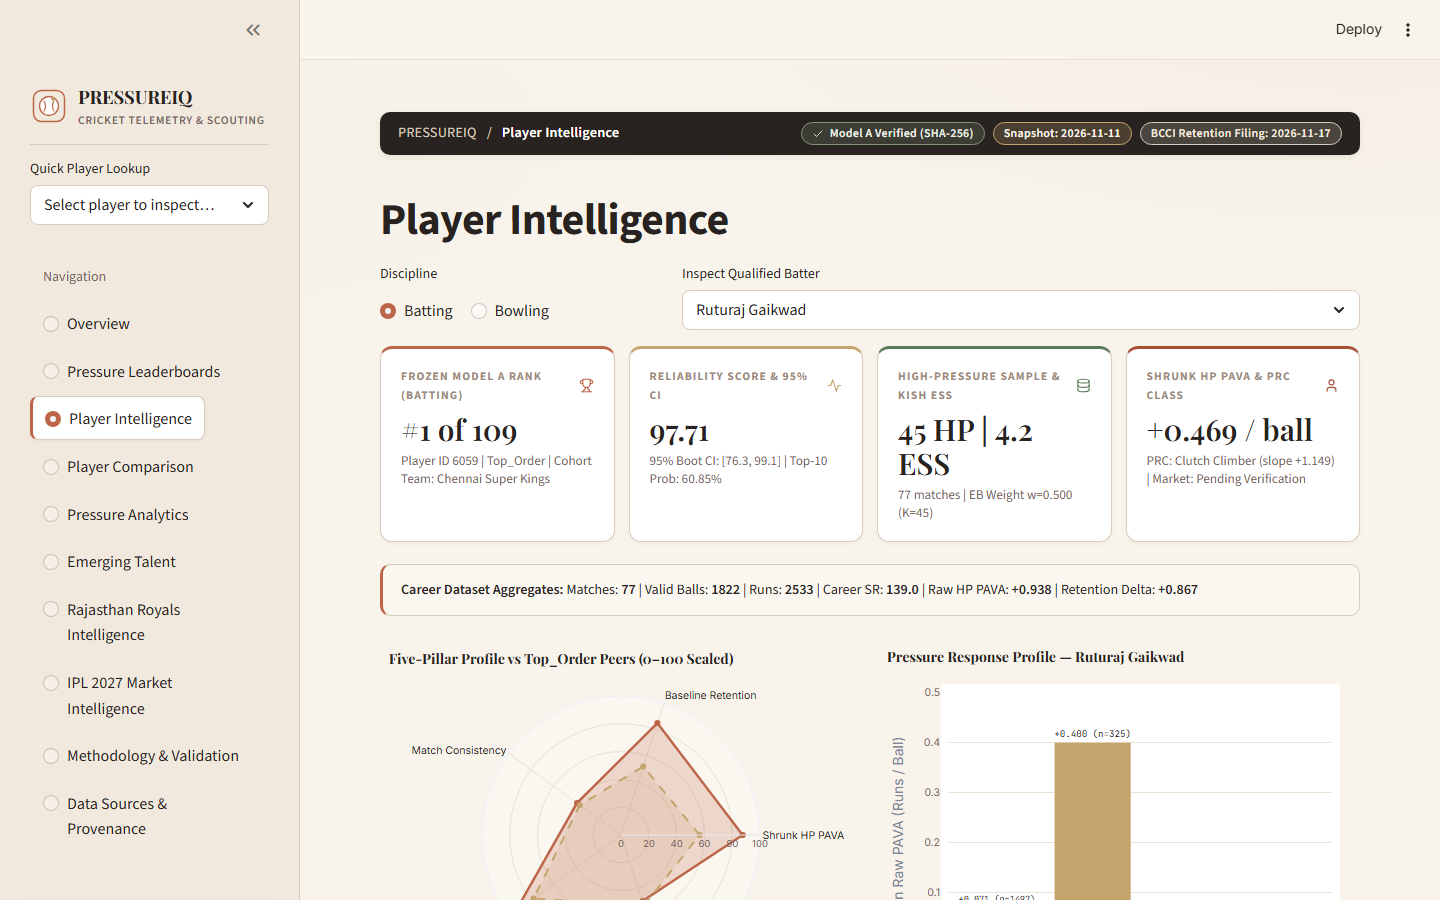 Deploy
PRESSUREIQ
CRICKET TELEMETRY & SCOUTING
Quick Player Lookup
Select player to inspect...
Navigation
Overview
Pressure Leaderboards
Player Intelligence
Player Comparison
Pressure Analytics
Emerging Talent
Rajasthan Royals
Intelligence
IPL 2027 Market
Intelligence
Methodology & Validation
Data Sources &
Provenance
PRESSUREIQ / Player Intelligence
Model A Verified (SHA-256)
Snapshot: 2026-11-11
BCCI Retention Filing: 2026-11-17
Player Intelligence
Discipline
Batting
Bowling
Inspect Qualified Batter
Ruturaj Gaikwad
FROZEN MODEL A RANK
(BATTING)
#1 of 109
Player ID 6059 | Top_Order | Cohort
Team: Chennai Super Kings
RELIABILITY SCORE & 95%
CI
97.71
95% Boot CI: [76.3, 99.1] | Top-10
Prob: 60.85%
HIGH-PRESSURE SAMPLE &
KISH ESS
45 HP | 4.2
ESS
77 matches | EB Weight w=0.500
(K=45)
SHRUNK HP PAVA & PRC
CLASS
+0.469 / ball
PRC: Clutch Climber (slope +1.149)
| Market: Pending Verification
Career Dataset Aggregates: Matches: 77 | Valid Balls: 1822 | Runs: 2533 | Career SR: 139.0 | Raw HP PAVA: +0.938 | Retention Delta: +0.867
Five-Pillar Profile vs Top_Order Peers (0–100 Scaled)
Baseline Retention
Match Consistency
Shrunk HP PAVA
0 20 40 60 80 100
Pressure Response Profile — Ruturaj Gaikwad
n Raw PAVA (Runs / Ball)
0.5
0.4
0.3
0.2
0.1
+0.400 (n=325)
+0.071 (n=1497)